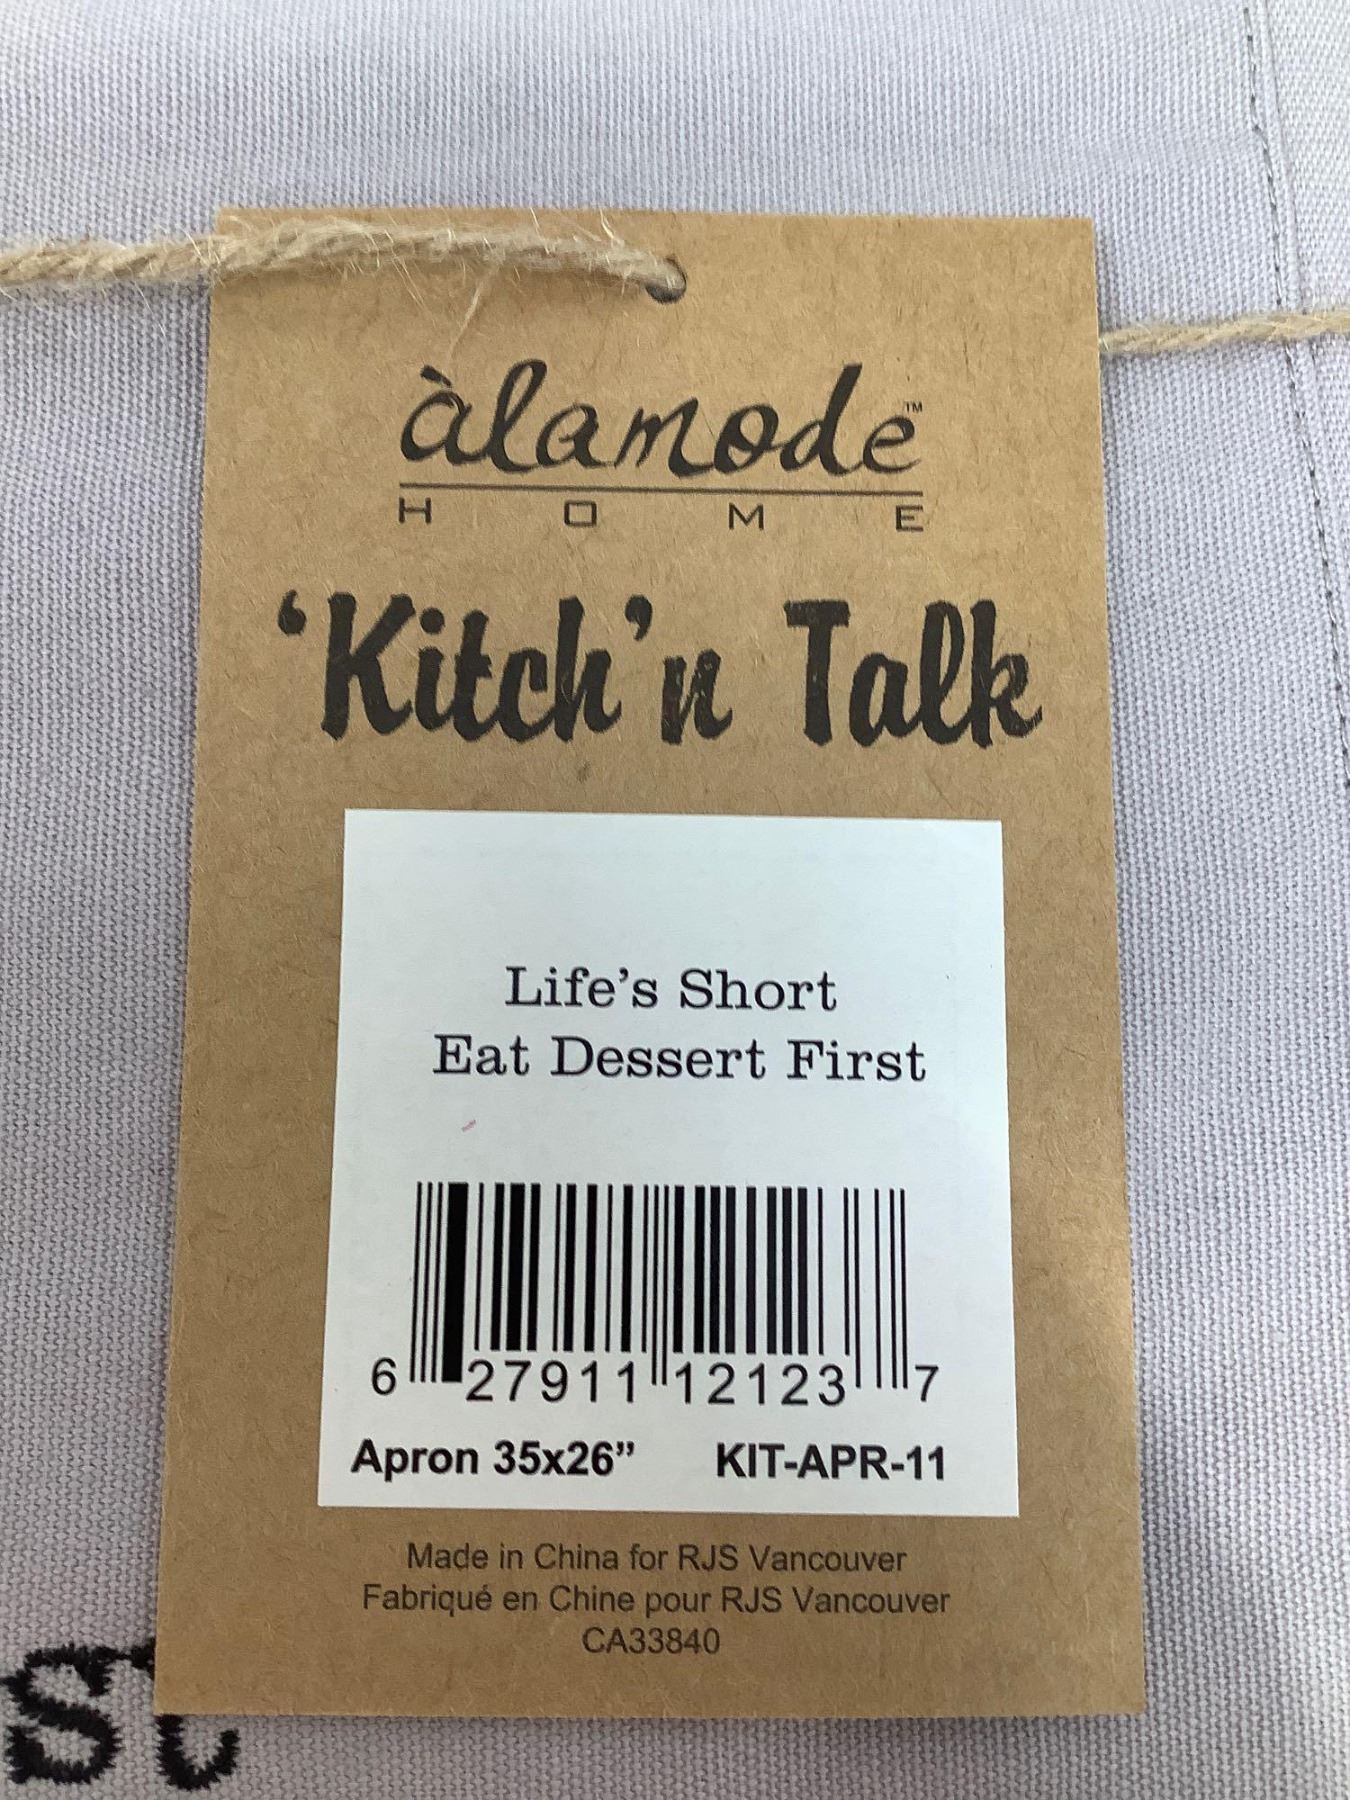 àlamode™
HOME
‘Kitch’n Talk
Life’s Short
Eat Dessert First
6 27911 12123 7
Apron 35x26” KIT-APR-11
Made in China for RJS Vancouver
Fabriqué en Chine pour RJS Vancouver
CA33840
st